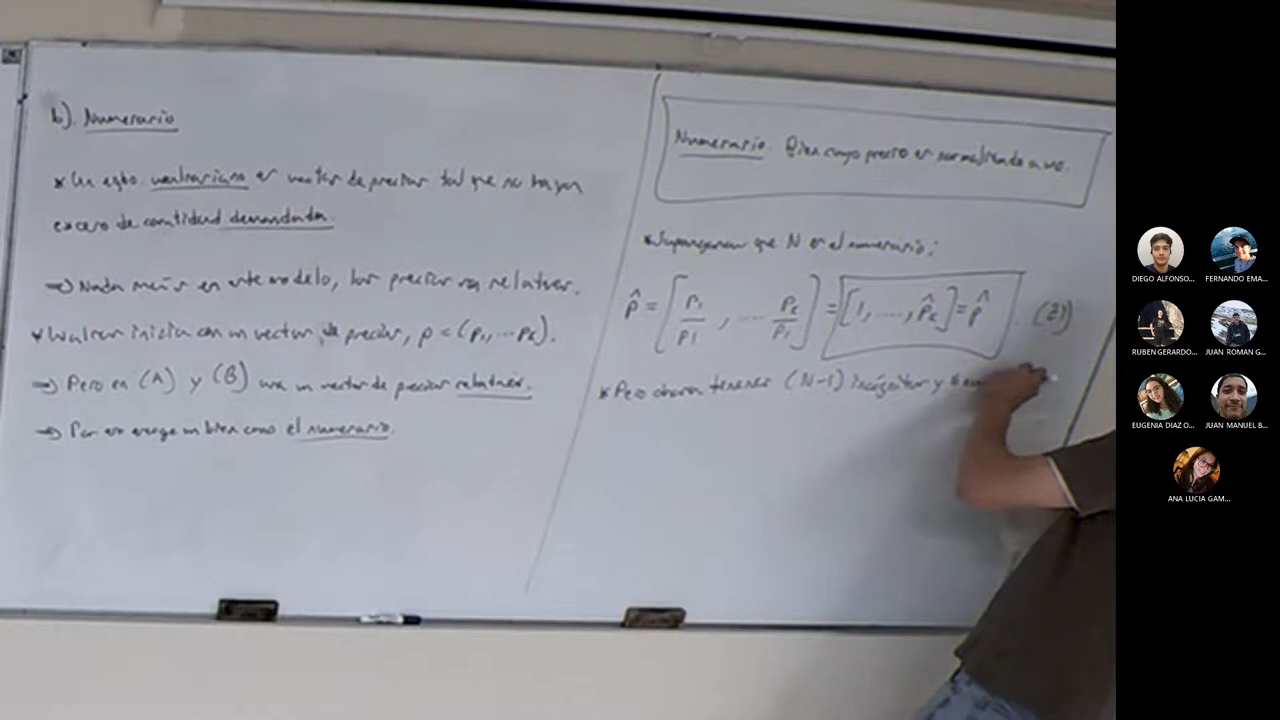 b). Numerario
* Un eqbo. walrasiano es vector de precios tal que no hayan
exceso de cantidad demandada.
→ Nada más en este modelo, los precios son relativos.
* Walras inicia con un vector de precios, p = (p₁, ... pₖ).
→ Pero en (A) y (B) usa un vector de precios relativos.
→ Por eso escoge un bien como el numerario.
Numerario. Bien cuyo precio es normalizado a uno.
* Supongamos que N es el numerario:
p̂ = [p₁/p₁, .... pₖ/p₁] = [1, ...., p̂ₖ] = p̂ ... (2)
* Pero ahora tenemos (N-1) incógnitas y
DIEGO ALFONSO...
FERNANDO EMA...
RUBEN GERARDO...
JUAN ROMAN G...
EUGENIA DIAZ O...
JUAN MANUEL B...
ANA LUCIA GAM...